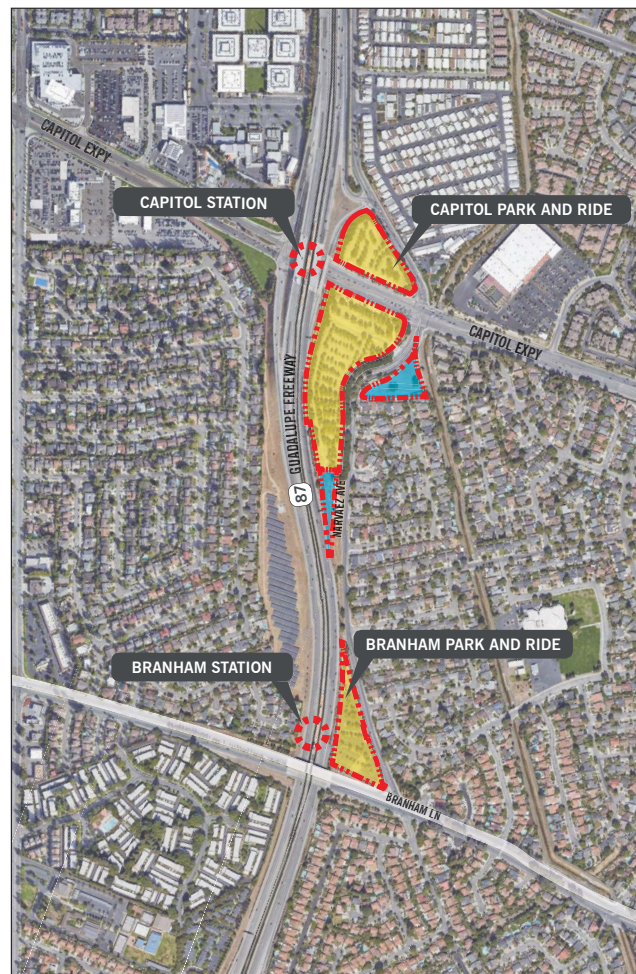 CAPITOL EXPY
CAPITOL STATION
CAPITOL PARK AND RIDE
CAPITOL EXPY
GUADALUPE FREEWAY
87
NARVAEZ AVE
BRANHAM PARK AND RIDE
BRANHAM STATION
BRANHAM LN